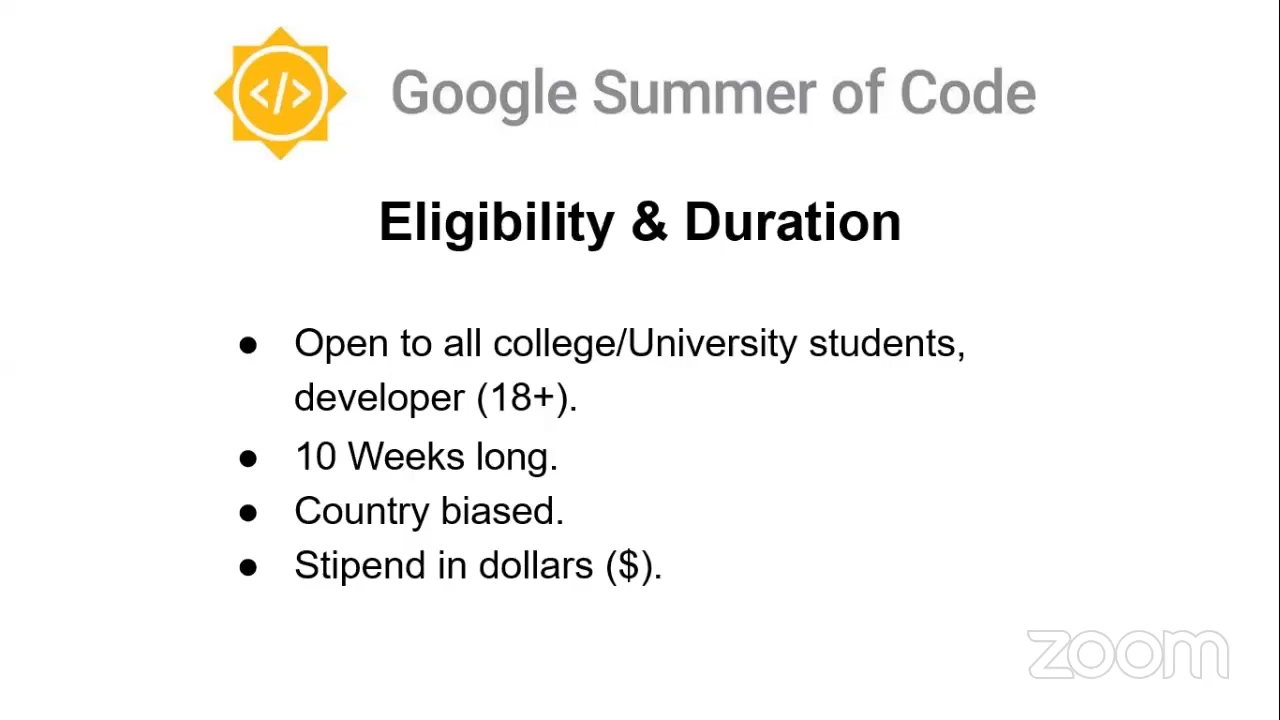 </>
Google Summer of Code
Eligibility & Duration
● Open to all college/University students,
developer (18+).
● 10 Weeks long.
● Country biased.
● Stipend in dollars ($).
zoom